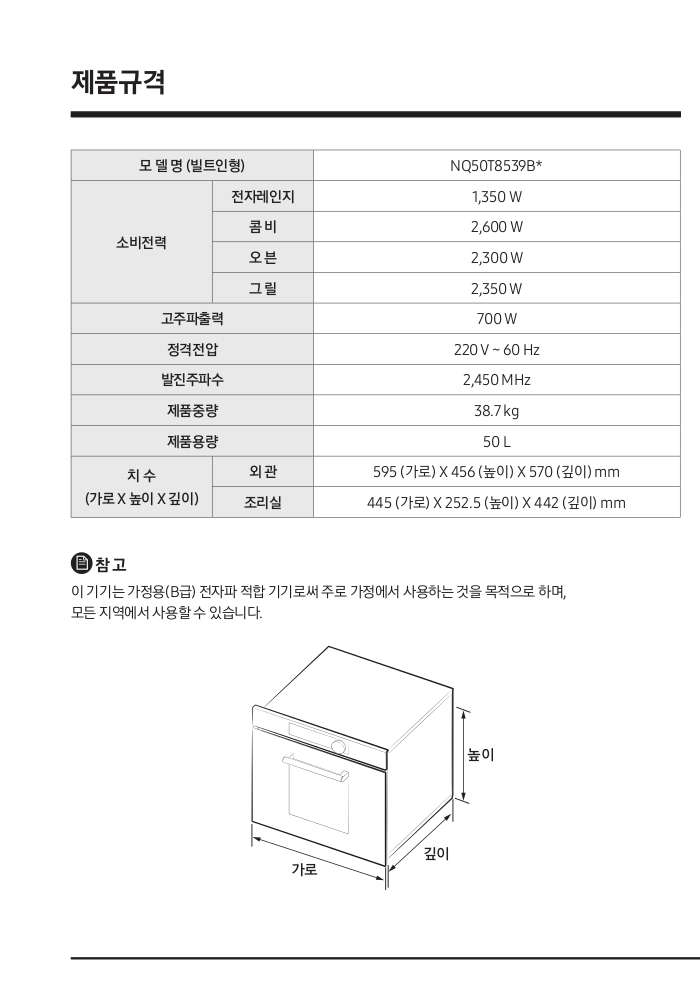 제품규격
모 델 명 (빌트인형) NQ50T8539B*
소비전력
전자레인지 1,350 W
콤 비 2,600 W
오 븐 2,300 W
그 릴 2,350 W
고주파출력 700 W
정격전압 220 V ~ 60 Hz
발진주파수 2,450 MHz
제품중량 38.7 kg
제품용량 50 L
치 수
(가로 X 높이 X 깊이)
외 관 595 (가로) X 456 (높이) X 570 (깊이) mm
조리실 445 (가로) X 252.5 (높이) X 442 (깊이) mm
참 고
이 기기는 가정용(B급) 전자파 적합 기기로써 주로 가정에서 사용하는 것을 목적으로 하며,
모든 지역에서 사용할 수 있습니다.
높이
깊이
가로